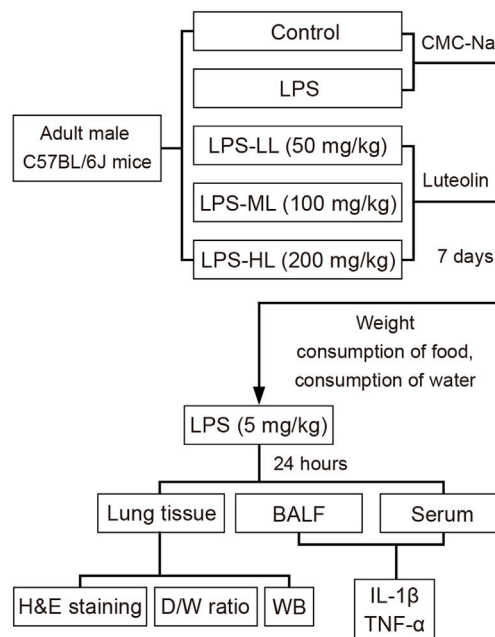 Control
CMC-Na
LPS
Adult male
C57BL/6J mice
LPS-LL (50 mg/kg)
LPS-ML (100 mg/kg)
Luteolin
LPS-HL (200 mg/kg)
7 days
Weight
consumption of food,
consumption of water
LPS (5 mg/kg)
24 hours
Lung tissue
BALF
Serum
H&E staining
D/W ratio
WB
IL-1β
TNF-α